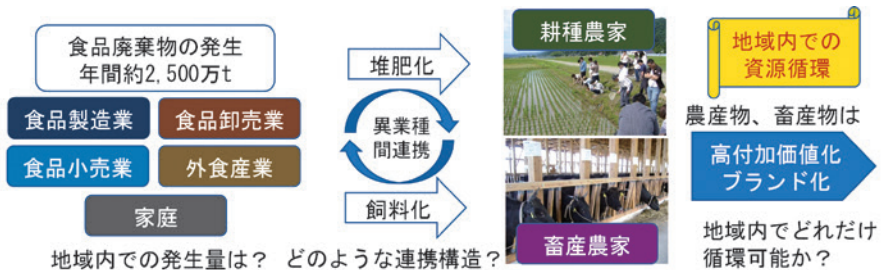 食品廃棄物の発生
年間約2,500万t
食品製造業
食品卸売業
食品小売業
外食産業
家庭
地域内での発生量は?
堆肥化
異業種
間連携
飼料化
どのような連携構造?
耕種農家
畜産農家
地域内での
資源循環
農産物、畜産物は
高付加価値化
ブランド化
地域内でどれだけ
循環可能か?